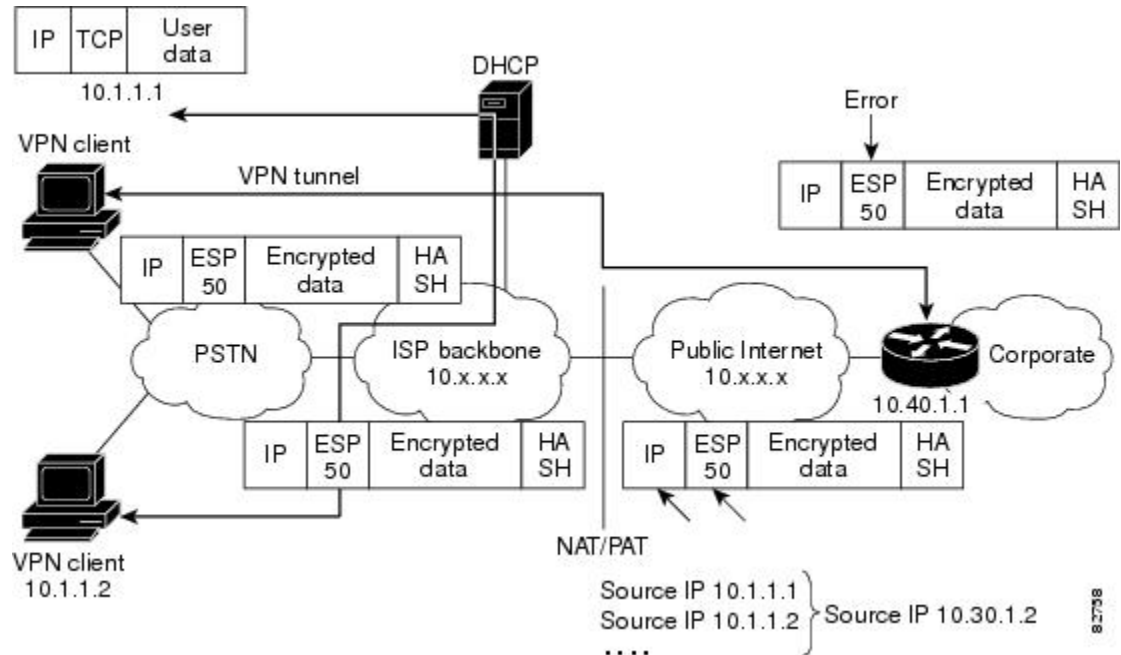 IP TCP User
data
10.1.1.1
DHCP
Error
VPN client
VPN tunnel
IP ESP
50 Encrypted
data HA
SH
IP ESP
50 Encrypted
data HA
SH
PSTN
ISP backbone
10.x.x.x
Public Internet
10.x.x.x
Corporate
10.40.1.1
IP ESP
50 Encrypted
data HA
SH
IP ESP
50 Encrypted
data HA
SH
VPN client
10.1.1.2
NAT/PAT
Source IP 10.1.1.1
Source IP 10.1.1.2
....
Source IP 10.30.1.2
82758